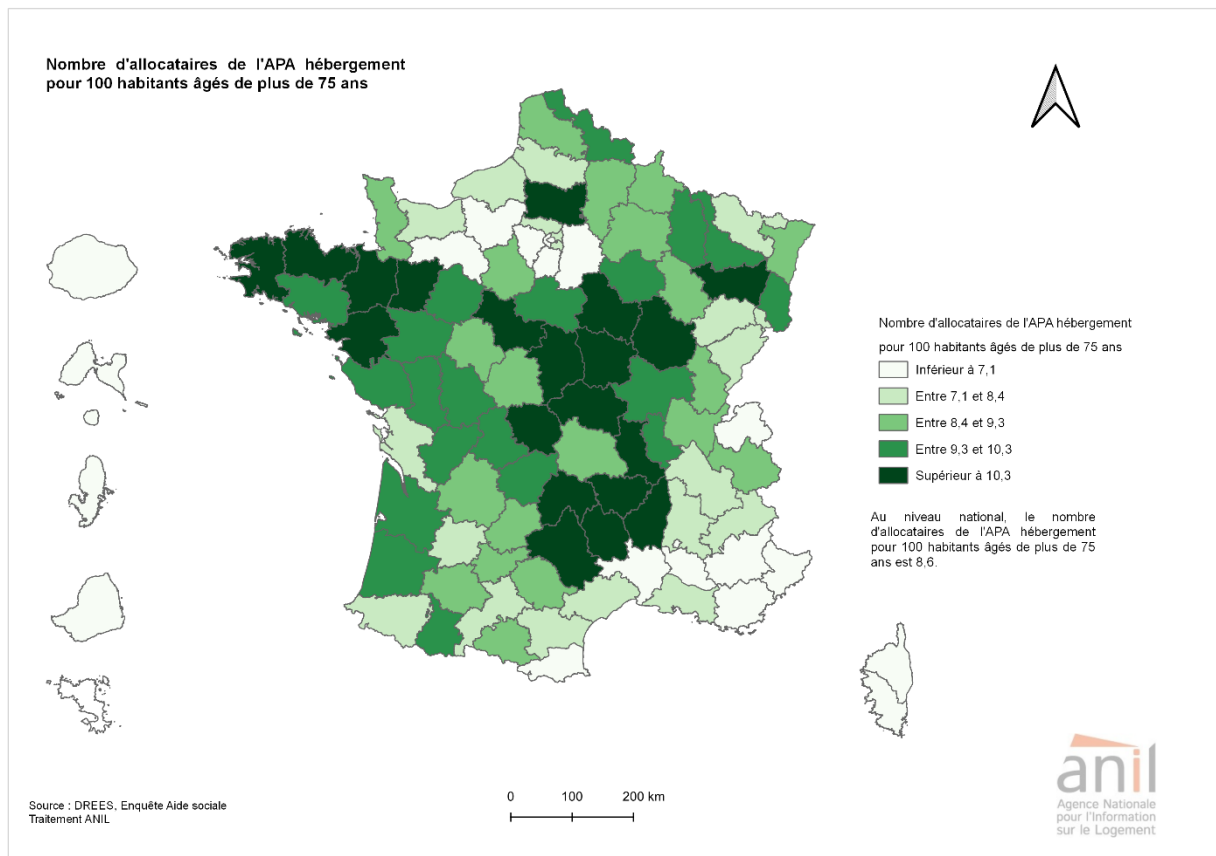 Nombre d'allocataires de l'APA hébergement
pour 100 habitants âgés de plus de 75 ans
Nombre d'allocataires de l'APA hébergement
pour 100 habitants âgés de plus de 75 ans
Inférieur à 7,1
Entre 7,1 et 8,4
Entre 8,4 et 9,3
Entre 9,3 et 10,3
Supérieur à 10,3
Au niveau national, le nombre
d'allocataires de l'APA hébergement
pour 100 habitants âgés de plus de 75
ans est 8,6.
Source : DREES, Enquête Aide sociale
Traitement ANIL
0 100 200 km
anil
Agence Nationale
pour l'Information
sur le Logement